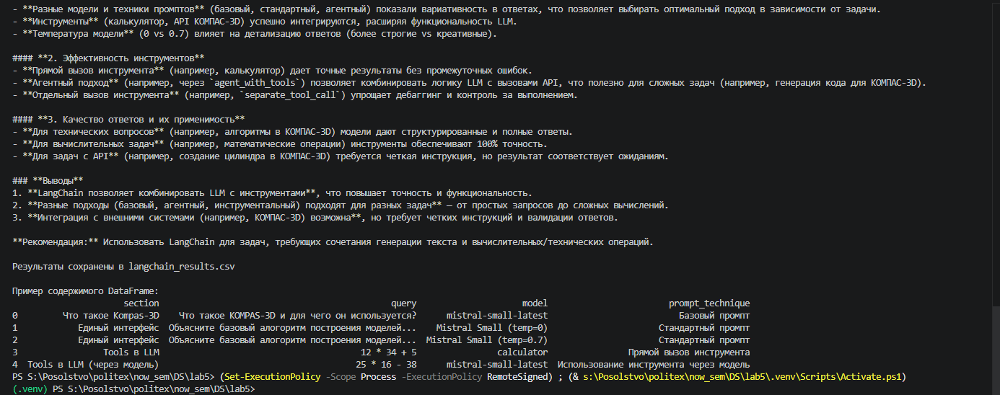 - **Разные модели и техники промптов** (базовый, стандартный, агентный) показали вариативность в ответах, что позволяет выбирать оптимальный подход в зависимости от задачи.
- **Инструменты** (калькулятор, API КОМПАС-3D) успешно интегрируются, расширяя функциональность LLM.
- **Температура модели** (0 vs 0.7) влияет на детализацию ответов (более строгие vs креативные).
#### **2. Эффективность инструментов**
- **Прямой вызов инструмента** (например, калькулятор) дает точные результаты без промежуточных ошибок.
- **Агентный подход** (например, через `agent_with_tools`) позволяет комбинировать логику LLM с вызовами API, что полезно для сложных задач (например, генерация кода для КОМПАС-3D).
- **Отдельный вызов инструмента** (например, `separate_tool_call`) упрощает дебаггинг и контроль за выполнением.
#### **3. Качество ответов и их применимость**
- **Для технических вопросов** (например, алгоритмы в КОМПАС-3D) модели дают структурированные и полные ответы.
- **Для вычислительных задач** (например, математические операции) инструменты обеспечивают 100% точность.
- **Для задач с API** (например, создание цилиндра в КОМПАС-3D) требуется четкая инструкция, но результат соответствует ожиданиям.
### **Выводы**
1. **LangChain позволяет комбинировать LLM с инструментами**, что повышает точность и функциональность.
2. **Разные подходы (базовый, агентный, инструментальный) подходят для разных задач** — от простых запросов до сложных вычислений.
3. **Интеграция с внешними системами (например, КОМПАС-3D) возможна**, но требует четких инструкций и валидации ответов.
**Рекомендация:** Использовать LangChain для задач, требующих сочетания генерации текста и вычислительных/технических операций.
Результаты сохранены в langchain_results.csv
Пример содержимого DataFrame:
section query model prompt_technique
0 Что такое Kompas-3D Что такое KOMPAS-3D и для чего он используется? mistral-small-latest Базовый промпт
1 Единый интерфейс Объясните базовый алогоритм построения моделей... Mistral Small (temp=0) Стандартный промпт
2 Единый интерфейс Объясните базовый алогоритм построения моделей... Mistral Small (temp=0.7) Стандартный промпт
3 Tools в LLM 12 * 34 + 5 calculator Прямой вызов инструмента
4 Tools в LLM (через модель) 25 * 16 - 38 mistral-small-latest Использование инструмента через модель
PS S:\Posolstvo\politex\now_sem\DS\lab5> (Set-ExecutionPolicy -Scope Process -ExecutionPolicy RemoteSigned) ; (& s:\Posolstvo\politex\now_sem\DS\lab5\.venv\Scripts\Activate.ps1)
(.venv) PS S:\Posolstvo\politex\now_sem\DS\lab5>